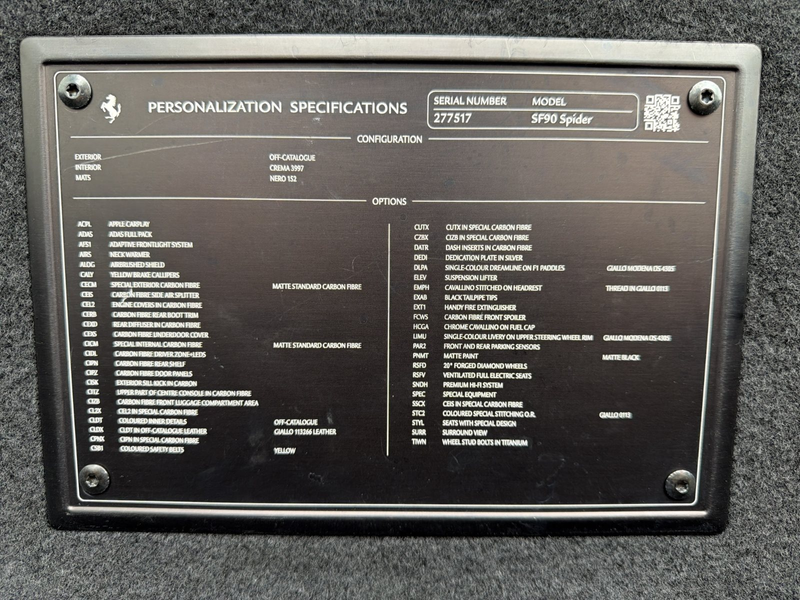 PERSONALIZATION SPECIFICATIONS
SERIAL NUMBER MODEL
277517 SF90 Spider
CONFIGURATION
EXTERIOR OFF-CATALOGUE
INTERIOR CREMA 3997
MATS NERO 152
OPTIONS
ACPL APPLE CARPLAY
ADAS ADAS FULL PACK
AFS1 ADAPTIVE FRONTLIGHT SYSTEM
AIRS NECK WARMER
ALDG AIRBRUSHED SHIELD
CALY YELLOW BRAKE CALLIPERS
CECM SPECIAL EXTERIOR CARBON FIBRE MATTE STANDARD CARBON FIBRE
CEIS CARBON FIBRE SIDE AIR SPLITTER
CEL2 ENGINE COVERS IN CARBON FIBRE
CERB CARBON FIBRE REAR BOOT TRIM
CEXD REAR DIFFUSER IN CARBON FIBRE
CEXS CARBON FIBRE UNDERDOOR COVER
CICM SPECIAL INTERNAL CARBON FIBRE MATTE STANDARD CARBON FIBRE
CIDL CARBON FIBRE DRIVER ZONE+LEDS
CIPN CARBON FIBRE REAR SHELF
CIPZ CARBON FIBRE DOOR PANELS
CISK EXTERIOR SILL KICK IN CARBON
CITZ UPPER PART OF CENTRE CONSOLE IN CARBON FIBRE
CIZB CARBON FIBRE FRONT LUGGAGE COMPARTMENT AREA
CL2X CEL2 IN SPECIAL CARBON FIBRE
CLDT COLOURED INNER DETAILS OFF-CATALOGUE
CLDX CLDT IN OFF-CATALOGUE LEATHER GIALLO 113266 LEATHER
CPNX CIPN IN SPECIAL CARBON FIBRE
CSD1 COLOURED SAFETY BELTS YELLOW
CUTX CUTX IN SPECIAL CARBON FIBRE
CZBX CIZB IN SPECIAL CARBON FIBRE
DATR DASH INSERTS IN CARBON FIBRE
DEDI DEDICATION PLATE IN SILVER
DLPA SINGLE-COLOUR DREAMLINE ON F1 PADDLES GIALLO MODENA DS 4305
ELEV SUSPENSION LIFTER
EMPH CAVALLINO STITCHED ON HEADREST THREAD IN GIALLO 0113
EXAB BLACK TAILPIPE TIPS
EXT1 HANDY FIRE EXTINGUISHER
FCWS CARBON FIBRE FRONT SPOILER
HCGA CHROME CAVALLINO ON FUEL CAP
LIMU SINGLE-COLOUR LIVERY ON UPPER STEERING WHEEL RIM GIALLO MODENA DS 4305
PAR2 FRONT AND REAR PARKING SENSORS
PNMT MATTE PAINT MATTE BLACK
RSFD 20" FORGED DIAMOND WHEELS
RSFV VENTILATED FULL ELECTRIC SEATS
SNDH PREMIUM HI-FI SYSTEM
SPEC SPECIAL EQUIPMENT
SSCX CEIS IN SPECIAL CARBON FIBRE
STC2 COLOURED SPECIAL STITCHING O.R. GIALLO 0113
STYL SEATS WITH SPECIAL DESIGN
SURR SURROUND VIEW
TIWN WHEEL STUD BOLTS IN TITANIUM